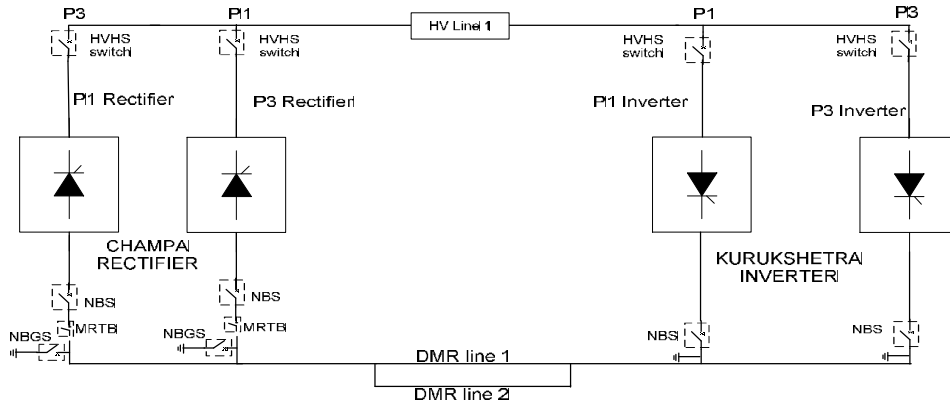 P3
P1
HV Line 1
P1
P3
HVHS
switch
HVHS
switch
HVHS
switch
HVHS
switch
P1 Rectifier
P3 Rectifier
P1 Inverter
P3 Inverter
CHAMPA
RECTIFIER
KURUKSHETRA
INVERTER
NBS
NBS
MRTB
MRTB
NBGS
NBGS
NBS
NBS
DMR line 1
DMR line 2